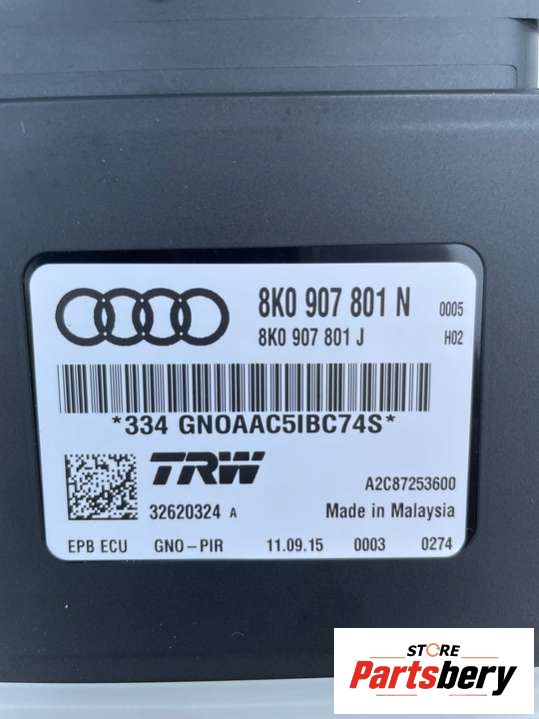 8K0 907 801 N 0005
8K0 907 801 J H02
*334 GNOAAC5IBC74S*
TRW
A2C87253600
32620324 A Made in Malaysia
EPB ECU GNO-PIR 11.09.15 0003 0274
STORE
Partsbery